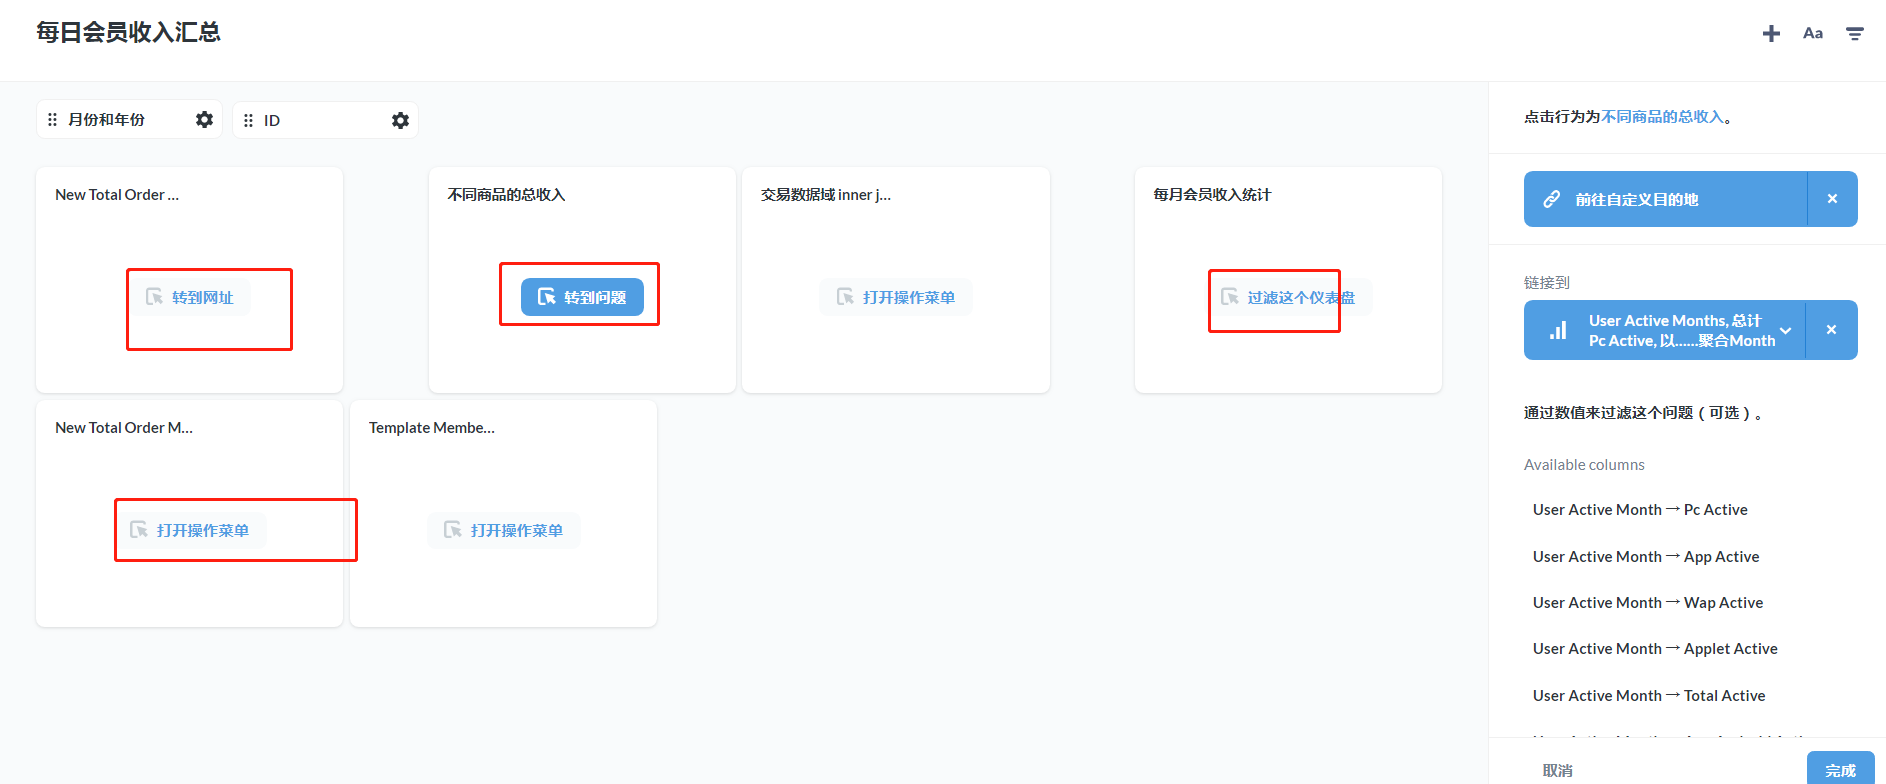 每日会员收入汇总
Aa
月份和年份
ID
New Total Order ...
不同商品的总收入
交易数据域 inner j...
每月会员收入统计
转到网址
转到问题
打开操作菜单
过滤这个仪表盘
New Total Order M...
Template Membe...
打开操作菜单
打开操作菜单
点击行为为不同商品的总收入。
前往自定义目的地
链接到
User Active Months, 总计
Pc Active, 以……聚合Month
通过数值来过滤这个问题（可选）。
Available columns
User Active Month → Pc Active
User Active Month → App Active
User Active Month → Wap Active
User Active Month → Applet Active
User Active Month → Total Active
取消
完成